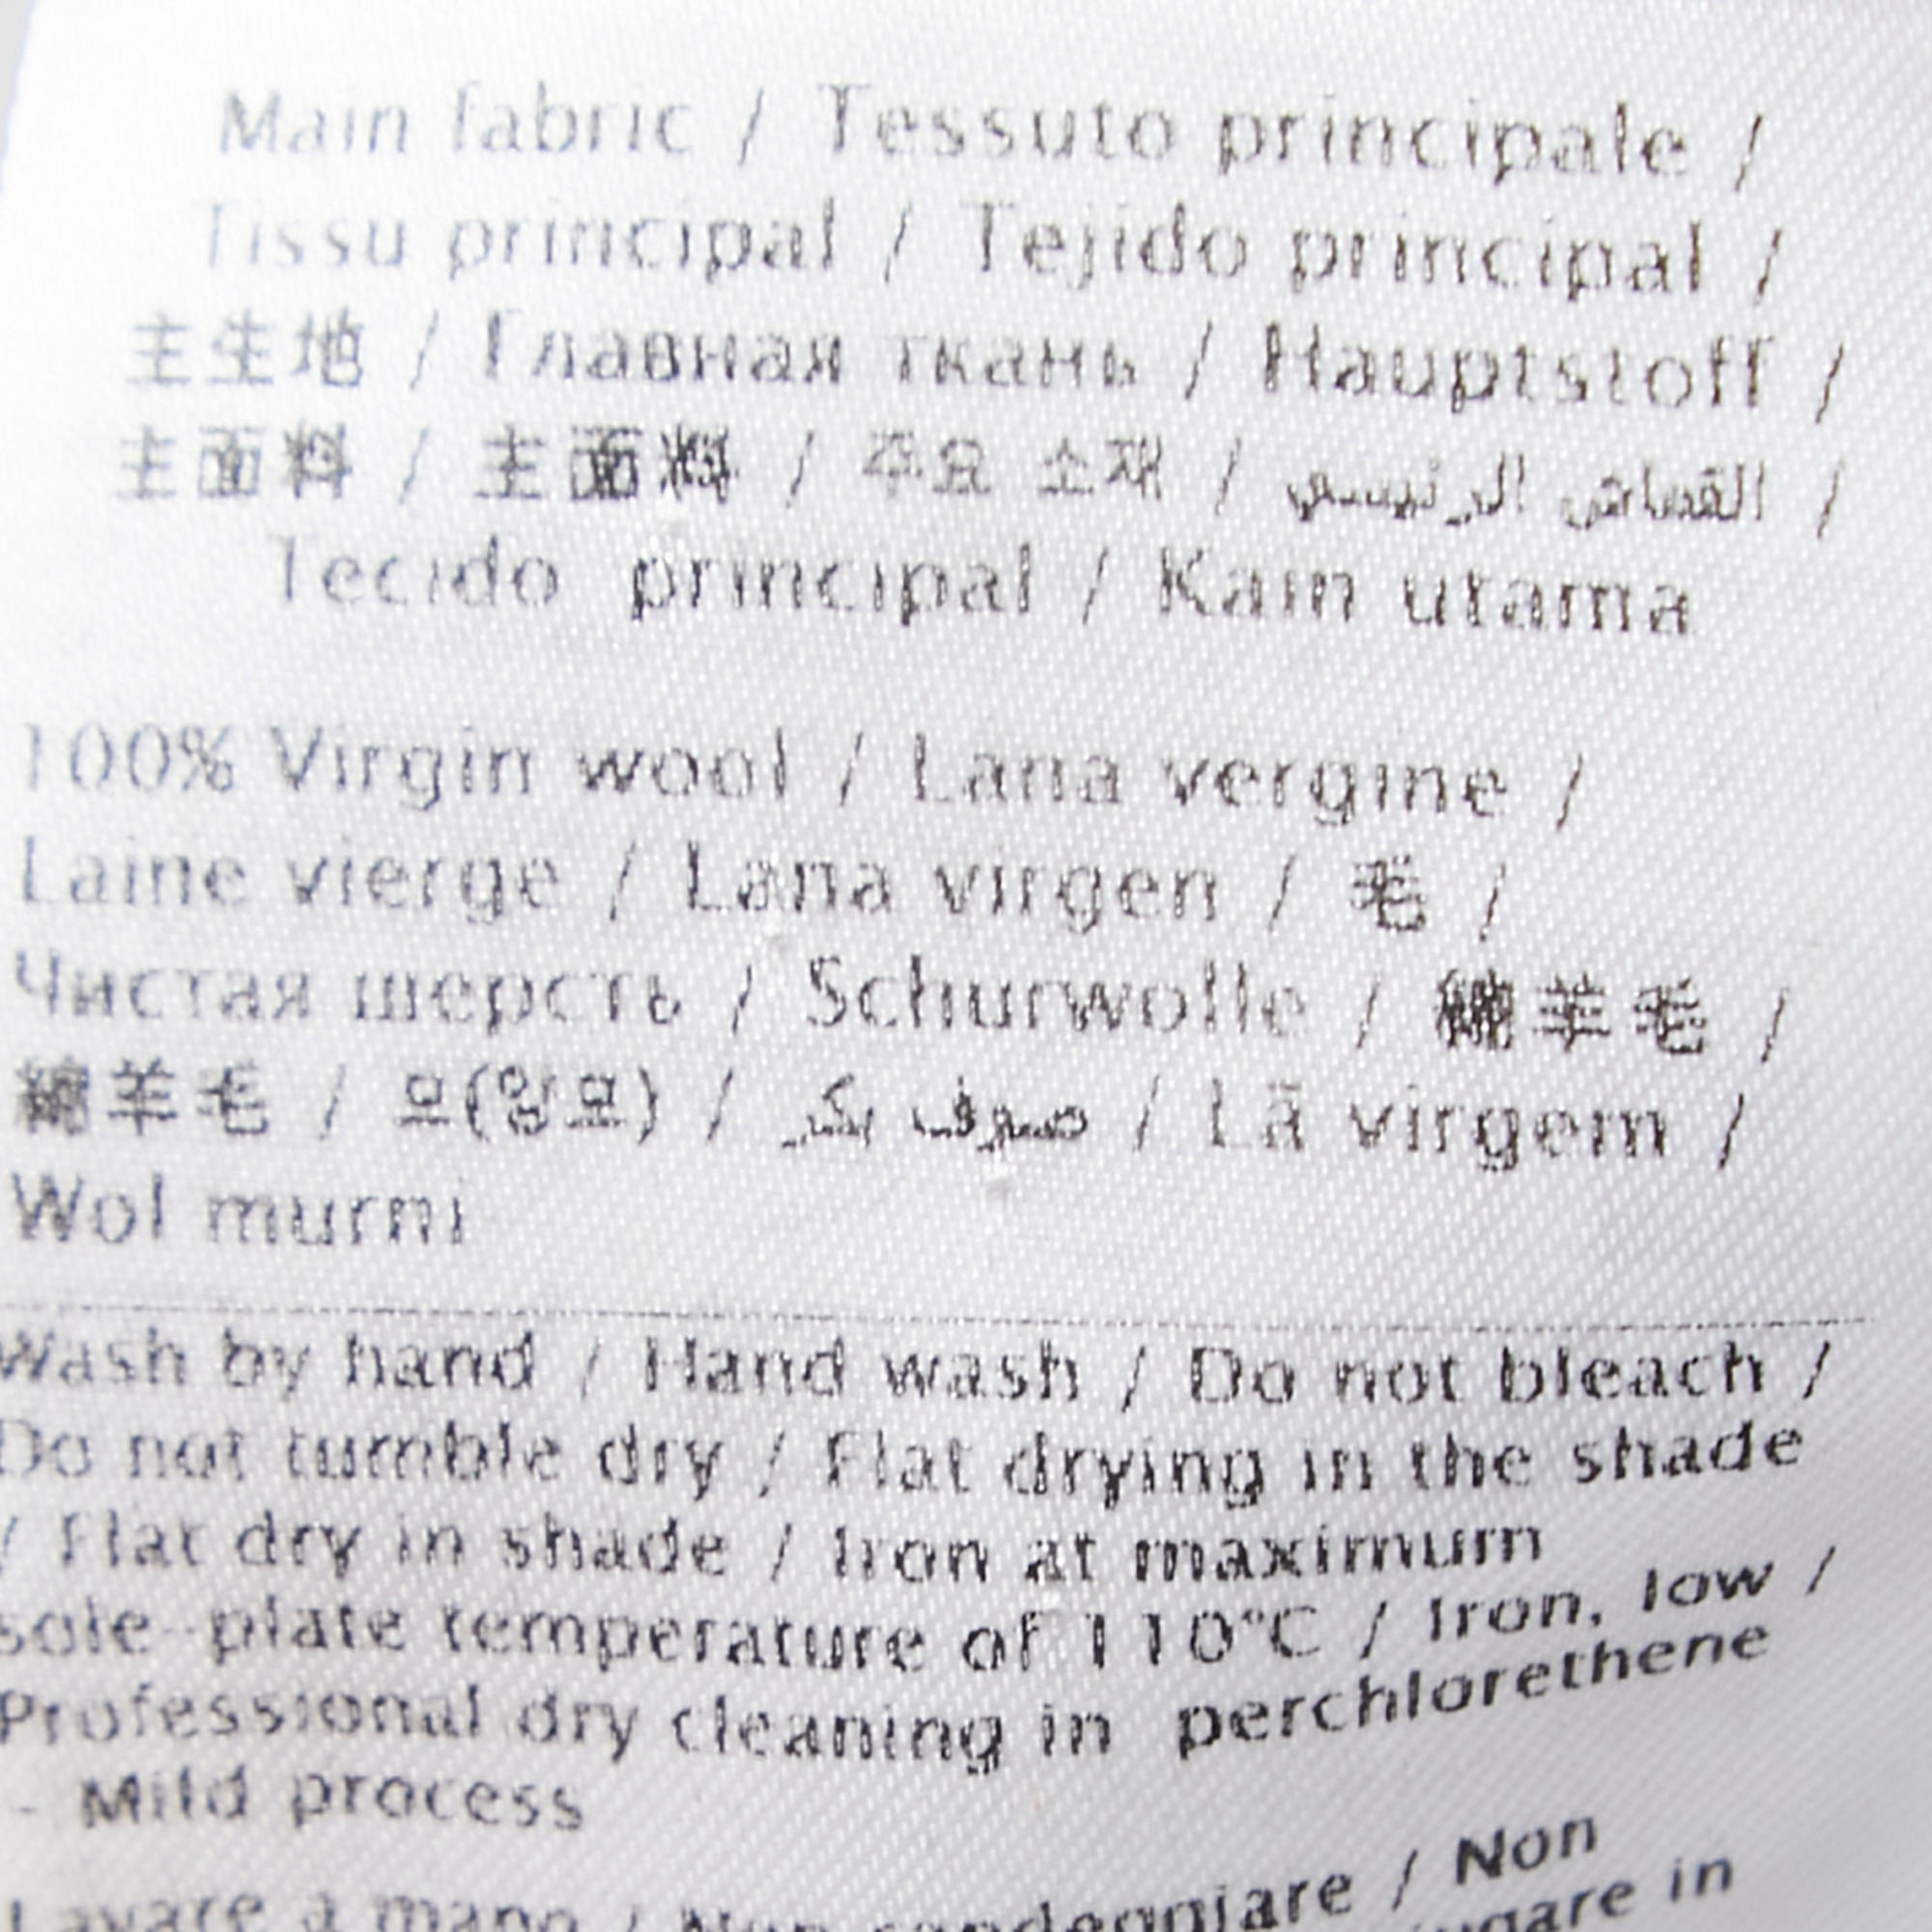 Main fabric / Tessuto principale /
Tissu principal / Tejido principal /
主生地 / Главная ткань / Hauptstoff /
主面料 / 主面料 / 주요 소재 / القماش الرئيسي /
Tecido principal / Kain utama
100% Virgin wool / Lana vergine /
Laine vierge / Lana virgen / 毛 /
Чистая шерсть / Schurwolle / 綿羊毛 /
綿羊毛 / 모(양모) / صوف بكر / Lã virgem /
Wol murni
Wash by hand / Hand wash / Do not bleach /
Do not tumble dry / Flat drying in the shade
/ Flat dry in shade / Iron at maximum
sole-plate temperature of 110°C / Iron, low /
Professional dry cleaning in perchlorethene
- Mild process
Lavare a mano / Non candeggiare / Non
in